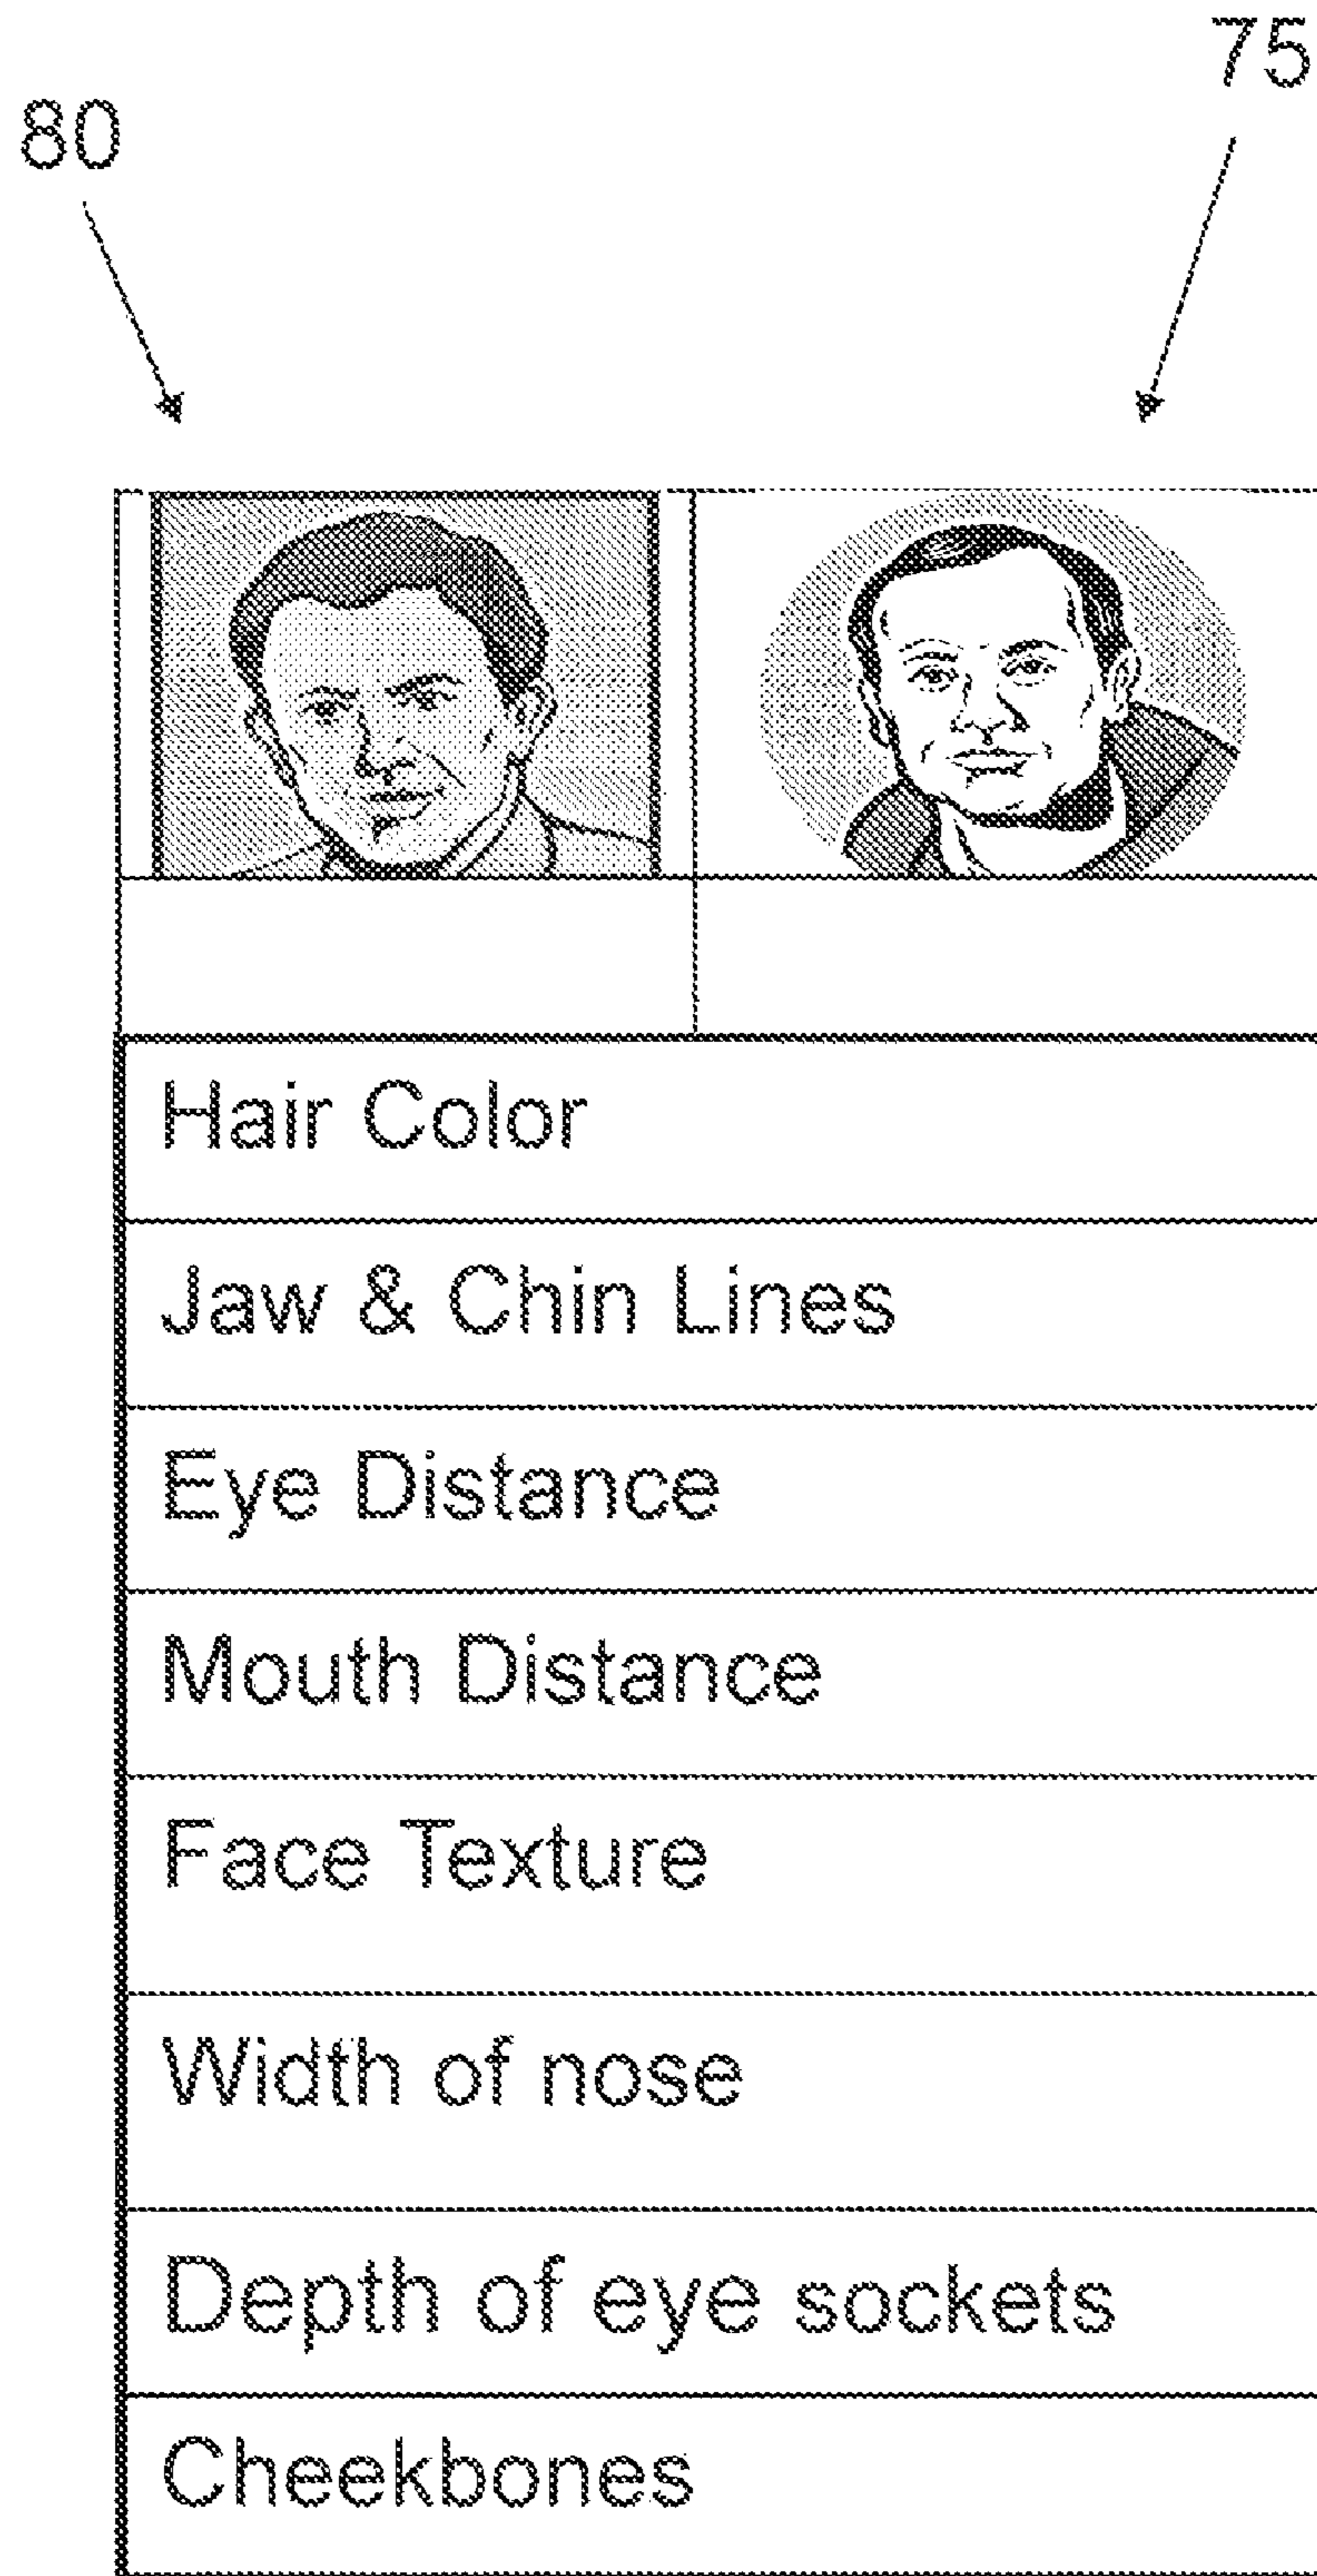 75
80
Hair Color
Jaw & Chin Lines
Eye Distance
Mouth Distance
Face Texture
Width of nose
Depth of eye sockets
Cheekbones